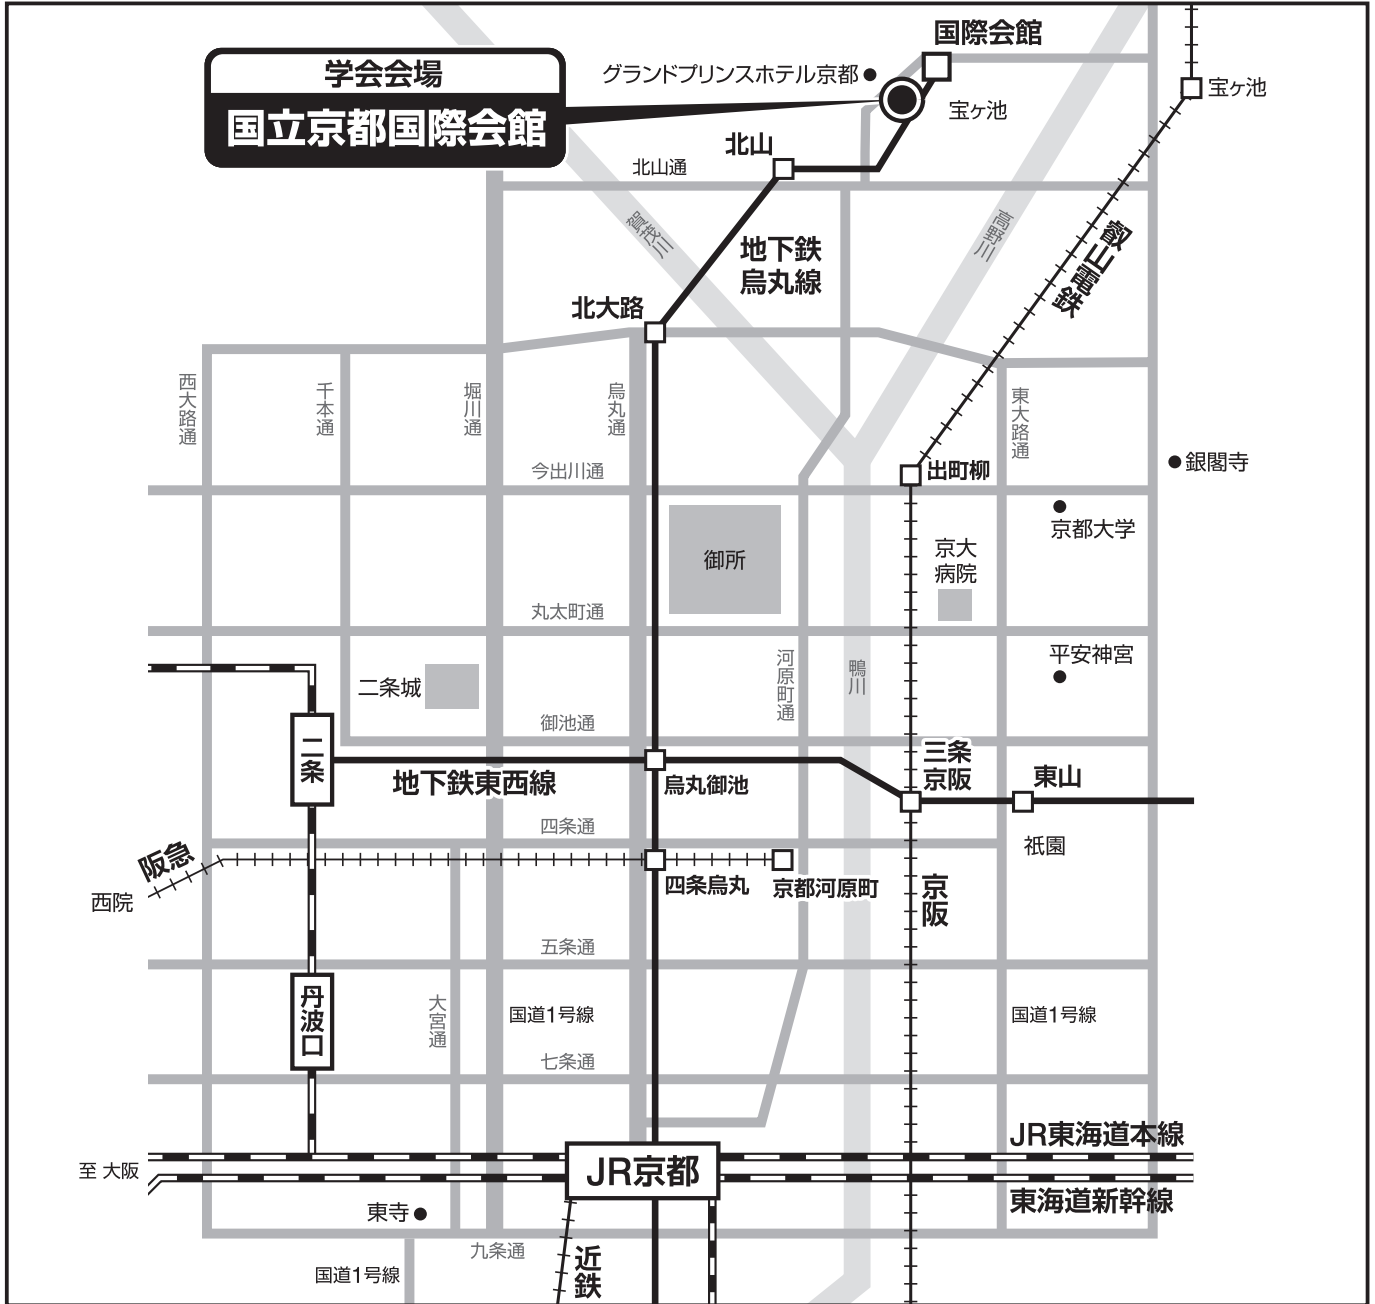 国際会館
学会会場
国立京都国際会館
グランドプリンスホテル京都
宝ヶ池
宝ヶ池
北山
北山通
賀茂川
高野川
地下鉄
烏丸線
叡山電鉄
北大路
西大路通
千本通
堀川通
烏丸通
東大路通
今出川通
出町柳
銀閣寺
京都大学
御所
京大
病院
丸太町通
河原町通
鴨川
平安神宮
二条城
御池通
二条
地下鉄東西線
烏丸御池
三条
京阪
東山
四条通
祇園
阪急
西院
四条烏丸
京都河原町
京阪
五条通
丹波口
大宮通
国道1号線
国道1号線
七条通
JR東海道本線
至 大阪
JR京都
東海道新幹線
東寺
九条通
近鉄
国道1号線